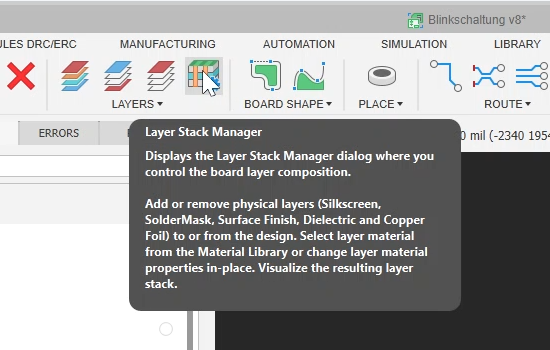 Blinkschaltung v8*
ULES DRC/ERC
MANUFACTURING
AUTOMATION
SIMULATION
LIBRARY
LAYERS
BOARD SHAPE
PLACE
ROUTE
ERRORS
0 mil (-2340 1954
Layer Stack Manager
Displays the Layer Stack Manager dialog where you
control the board layer composition.
Add or remove physical layers (Silkscreen,
SolderMask, Surface Finish, Dielectric and Copper
Foil) to or from the design. Select layer material
from the Material Library or change layer material
properties in-place. Visualize the resulting layer
stack.